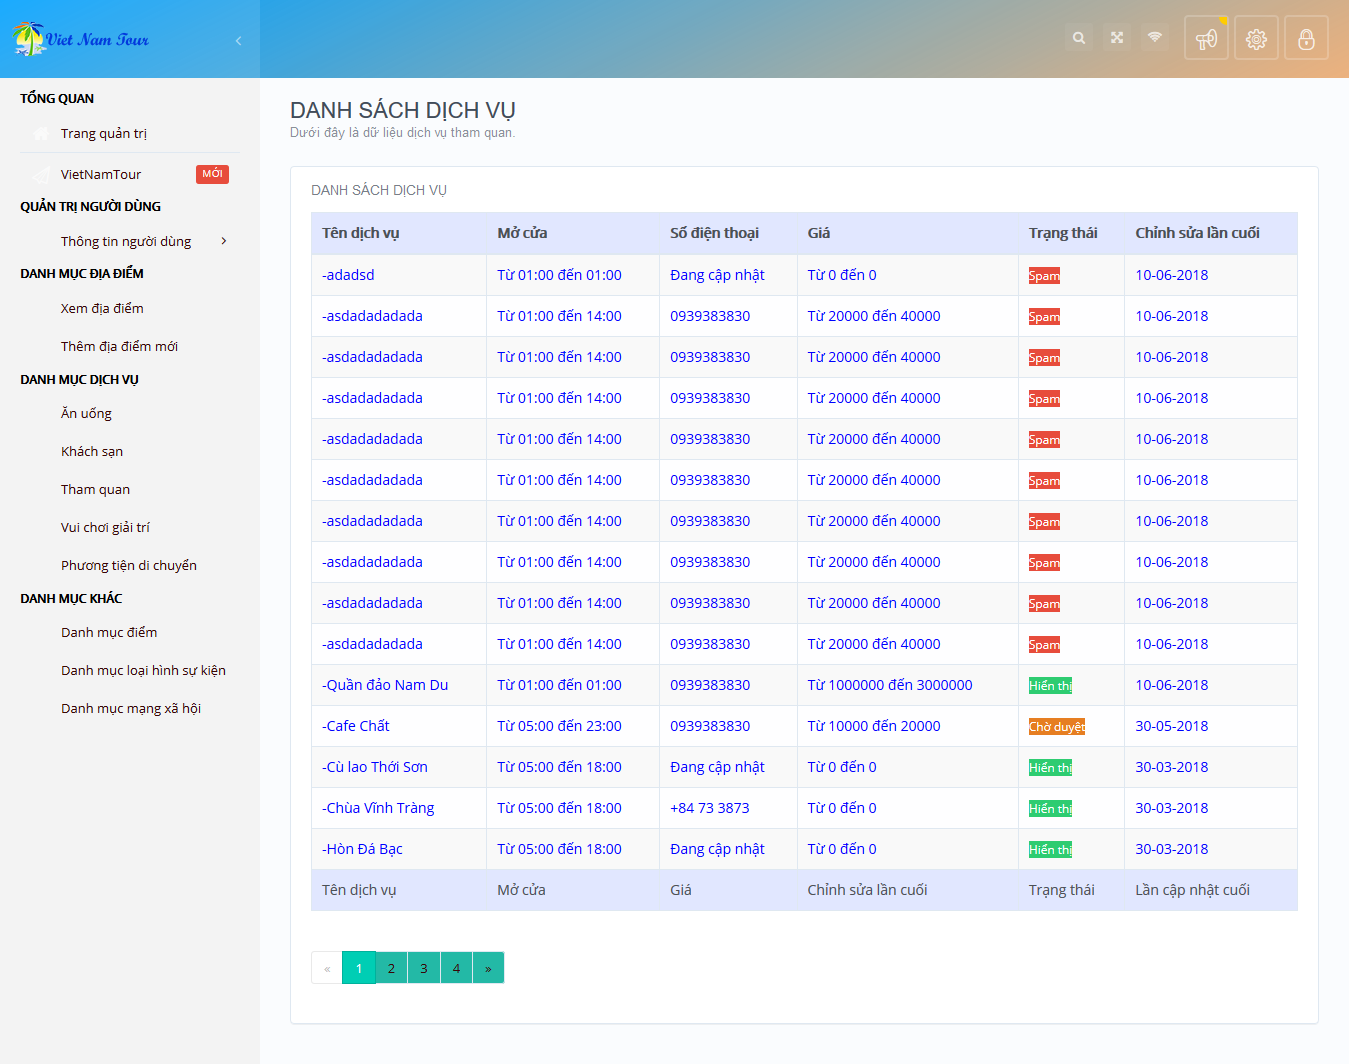 Viet Nam Tour
TỔNG QUAN
Trang quản trị
VietNamTour MỚI
QUẢN TRỊ NGƯỜI DÙNG
Thông tin người dùng
DANH MỤC ĐỊA ĐIỂM
Xem địa điểm
Thêm địa điểm mới
DANH MỤC DỊCH VỤ
Ăn uống
Khách sạn
Tham quan
Vui chơi giải trí
Phương tiện di chuyển
DANH MỤC KHÁC
Danh mục điểm
Danh mục loại hình sự kiện
Danh mục mạng xã hội
DANH SÁCH DỊCH VỤ
Dưới đây là dữ liệu dịch vụ tham quan.
DANH SÁCH DỊCH VỤ
Tên dịch vụ Mở cửa Số điện thoại Giá Trạng thái Chỉnh sửa lần cuối
-adadsd Từ 01:00 đến 01:00 Đang cập nhật Từ 0 đến 0 Spam 10-06-2018
-asdadadadada Từ 01:00 đến 14:00 0939383830 Từ 20000 đến 40000 Spam 10-06-2018
-asdadadadada Từ 01:00 đến 14:00 0939383830 Từ 20000 đến 40000 Spam 10-06-2018
-asdadadadada Từ 01:00 đến 14:00 0939383830 Từ 20000 đến 40000 Spam 10-06-2018
-asdadadadada Từ 01:00 đến 14:00 0939383830 Từ 20000 đến 40000 Spam 10-06-2018
-asdadadadada Từ 01:00 đến 14:00 0939383830 Từ 20000 đến 40000 Spam 10-06-2018
-asdadadadada Từ 01:00 đến 14:00 0939383830 Từ 20000 đến 40000 Spam 10-06-2018
-asdadadadada Từ 01:00 đến 14:00 0939383830 Từ 20000 đến 40000 Spam 10-06-2018
-asdadadadada Từ 01:00 đến 14:00 0939383830 Từ 20000 đến 40000 Spam 10-06-2018
-asdadadadada Từ 01:00 đến 14:00 0939383830 Từ 20000 đến 40000 Spam 10-06-2018
-Quần đảo Nam Du Từ 01:00 đến 01:00 0939383830 Từ 1000000 đến 3000000 Hiển thị 10-06-2018
-Cafe Chất Từ 05:00 đến 23:00 0939383830 Từ 10000 đến 20000 Chờ duyệt 30-05-2018
-Cù lao Thới Sơn Từ 05:00 đến 18:00 Đang cập nhật Từ 0 đến 0 Hiển thị 30-03-2018
-Chùa Vĩnh Tràng Từ 05:00 đến 18:00 +84 73 3873 Từ 0 đến 0 Hiển thị 30-03-2018
-Hòn Đá Bạc Từ 05:00 đến 18:00 Đang cập nhật Từ 0 đến 0 Hiển thị 30-03-2018
Tên dịch vụ Mở cửa Giá Chỉnh sửa lần cuối Trạng thái Lần cập nhật cuối
« 1 2 3 4 »